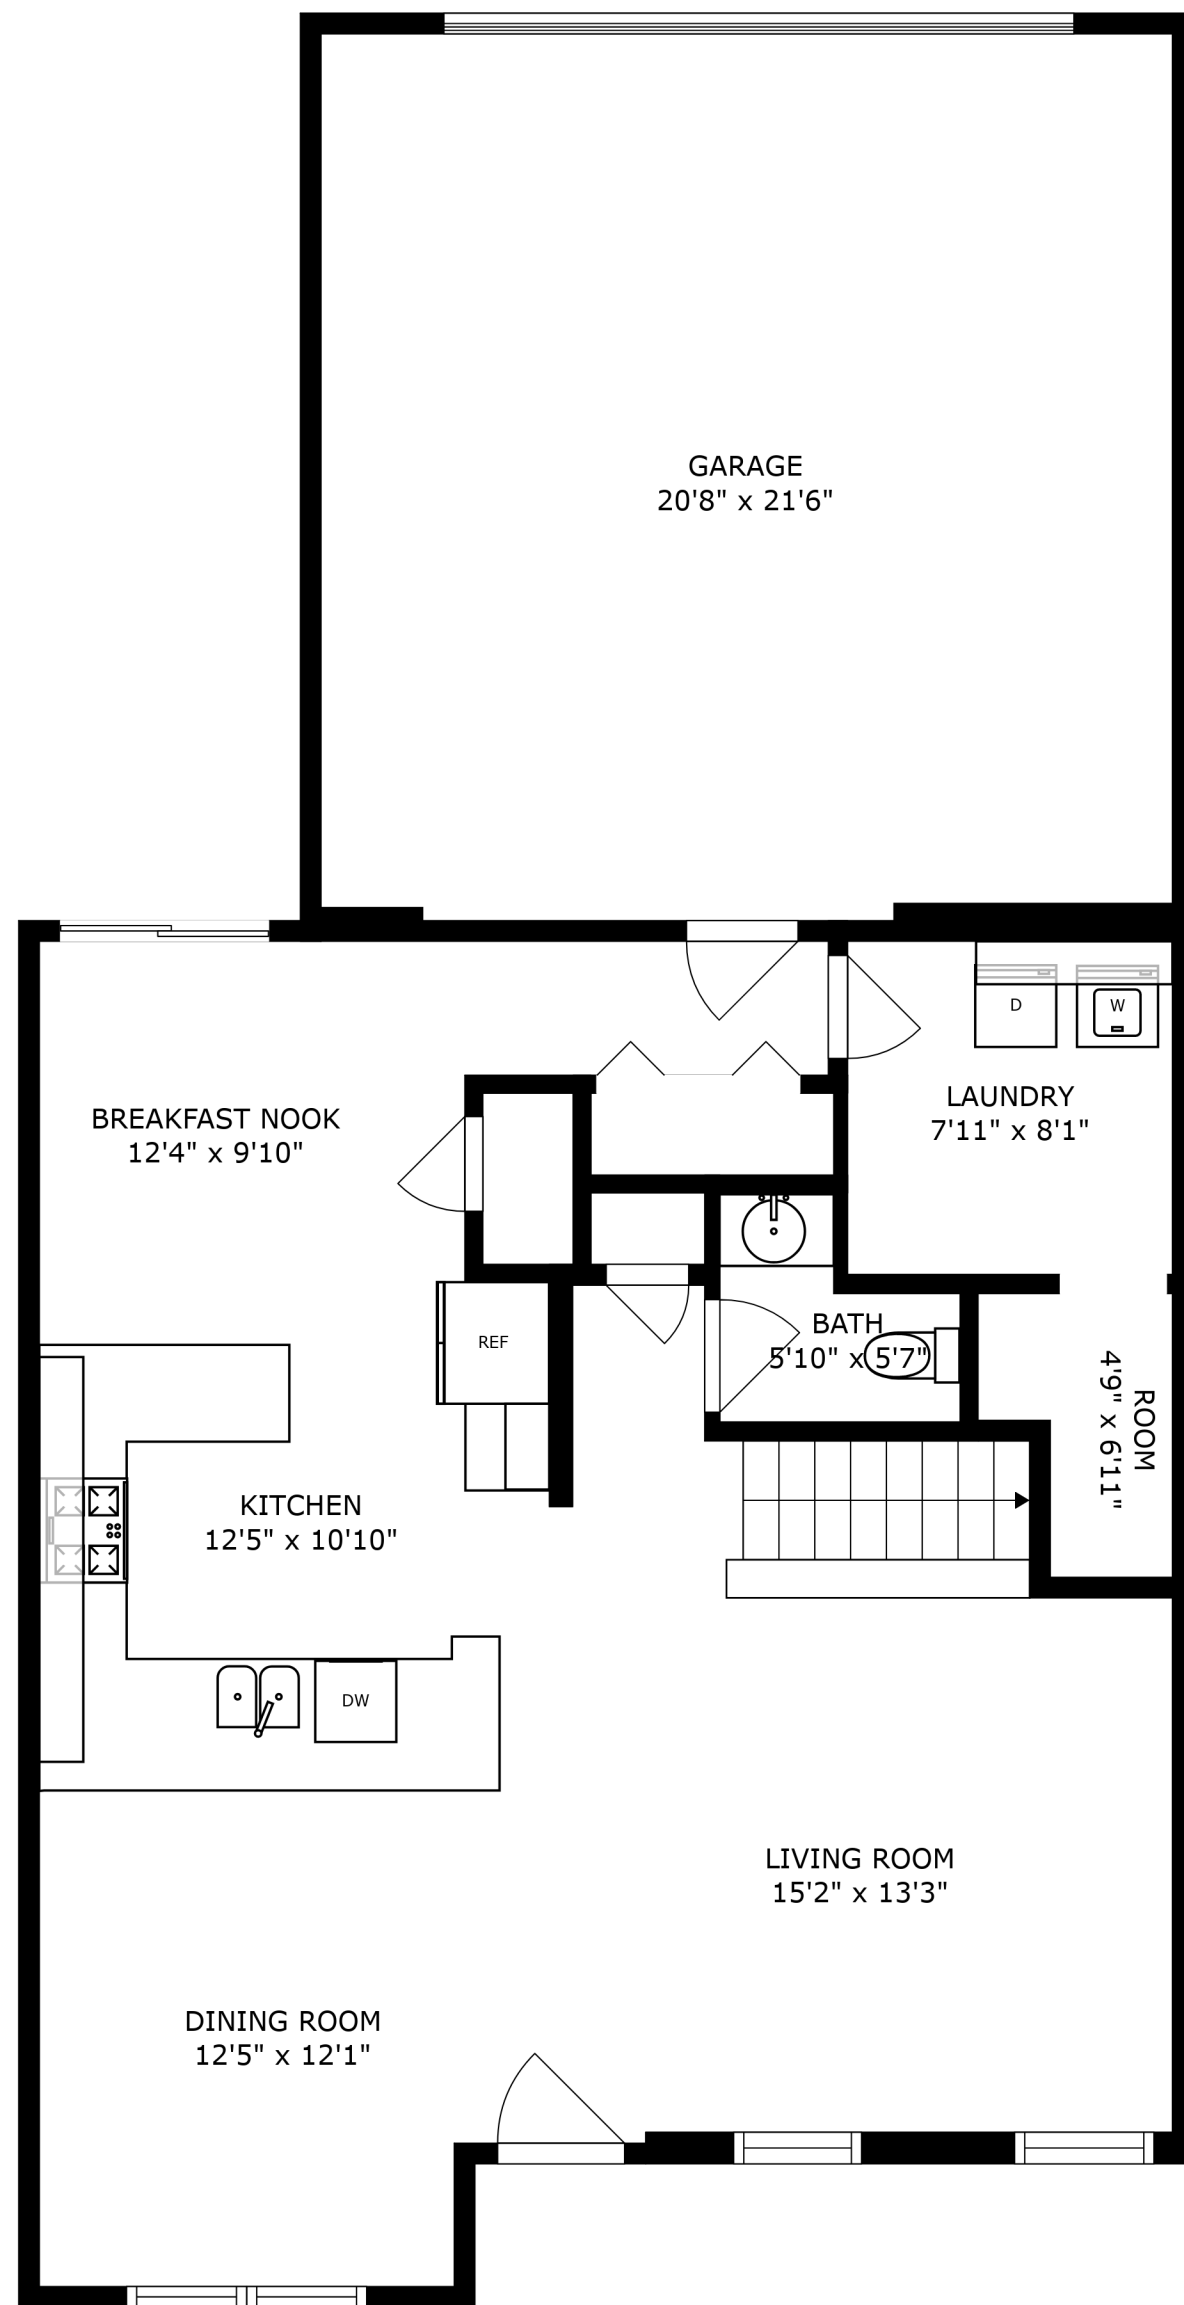 GARAGE
20'8" x 21'6"
D
W
LAUNDRY
7'11" x 8'1"
BREAKFAST NOOK
12'4" x 9'10"
REF
BATH
5'10" x 5'7"
ROOM
4'9" x 6'11"
KITCHEN
12'5" x 10'10"
DW
LIVING ROOM
15'2" x 13'3"
DINING ROOM
12'5" x 12'1"